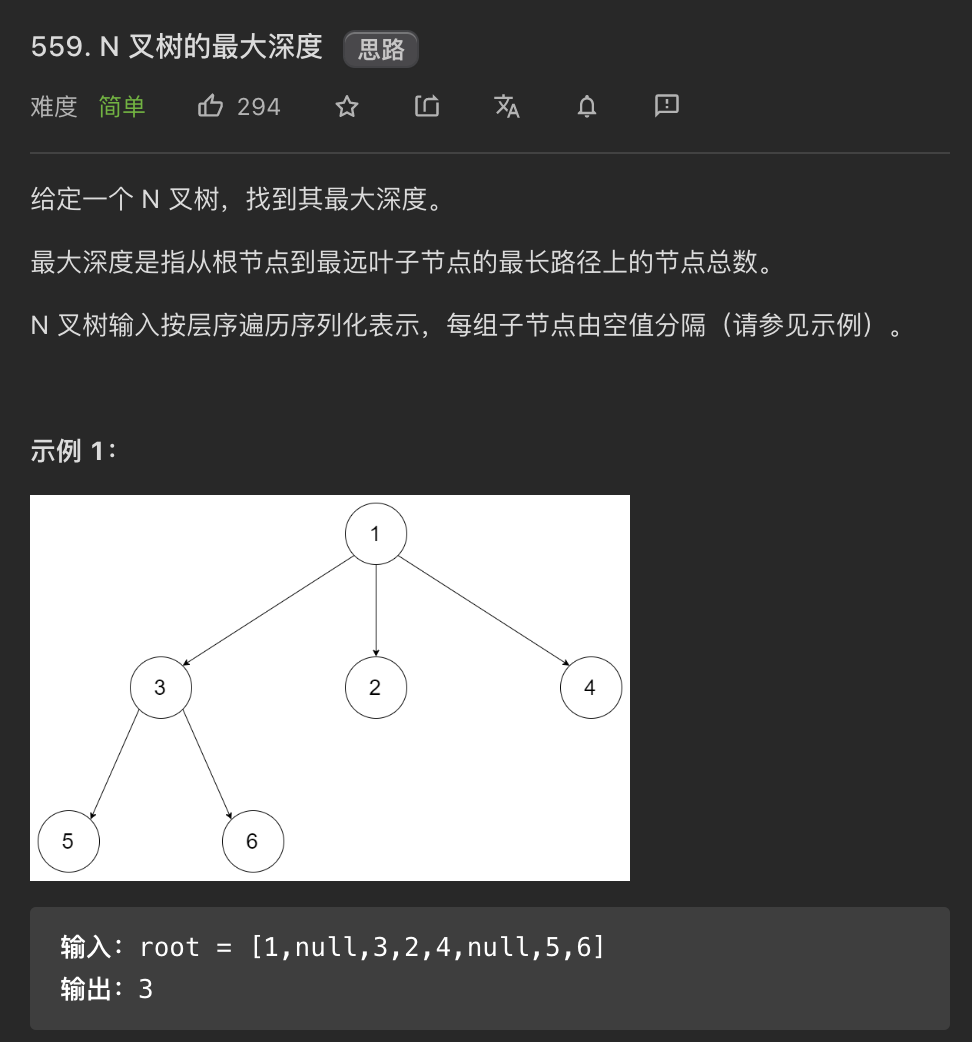 559. N 叉树的最大深度 思路
难度 简单 294
给定一个 N 叉树，找到其最大深度。
最大深度是指从根节点到最远叶子节点的最长路径上的节点总数。
N 叉树输入按层序遍历序列化表示，每组子节点由空值分隔（请参见示例）。
示例 1：
1
3 2 4
5 6
输入：root = [1,null,3,2,4,null,5,6]
输出：3